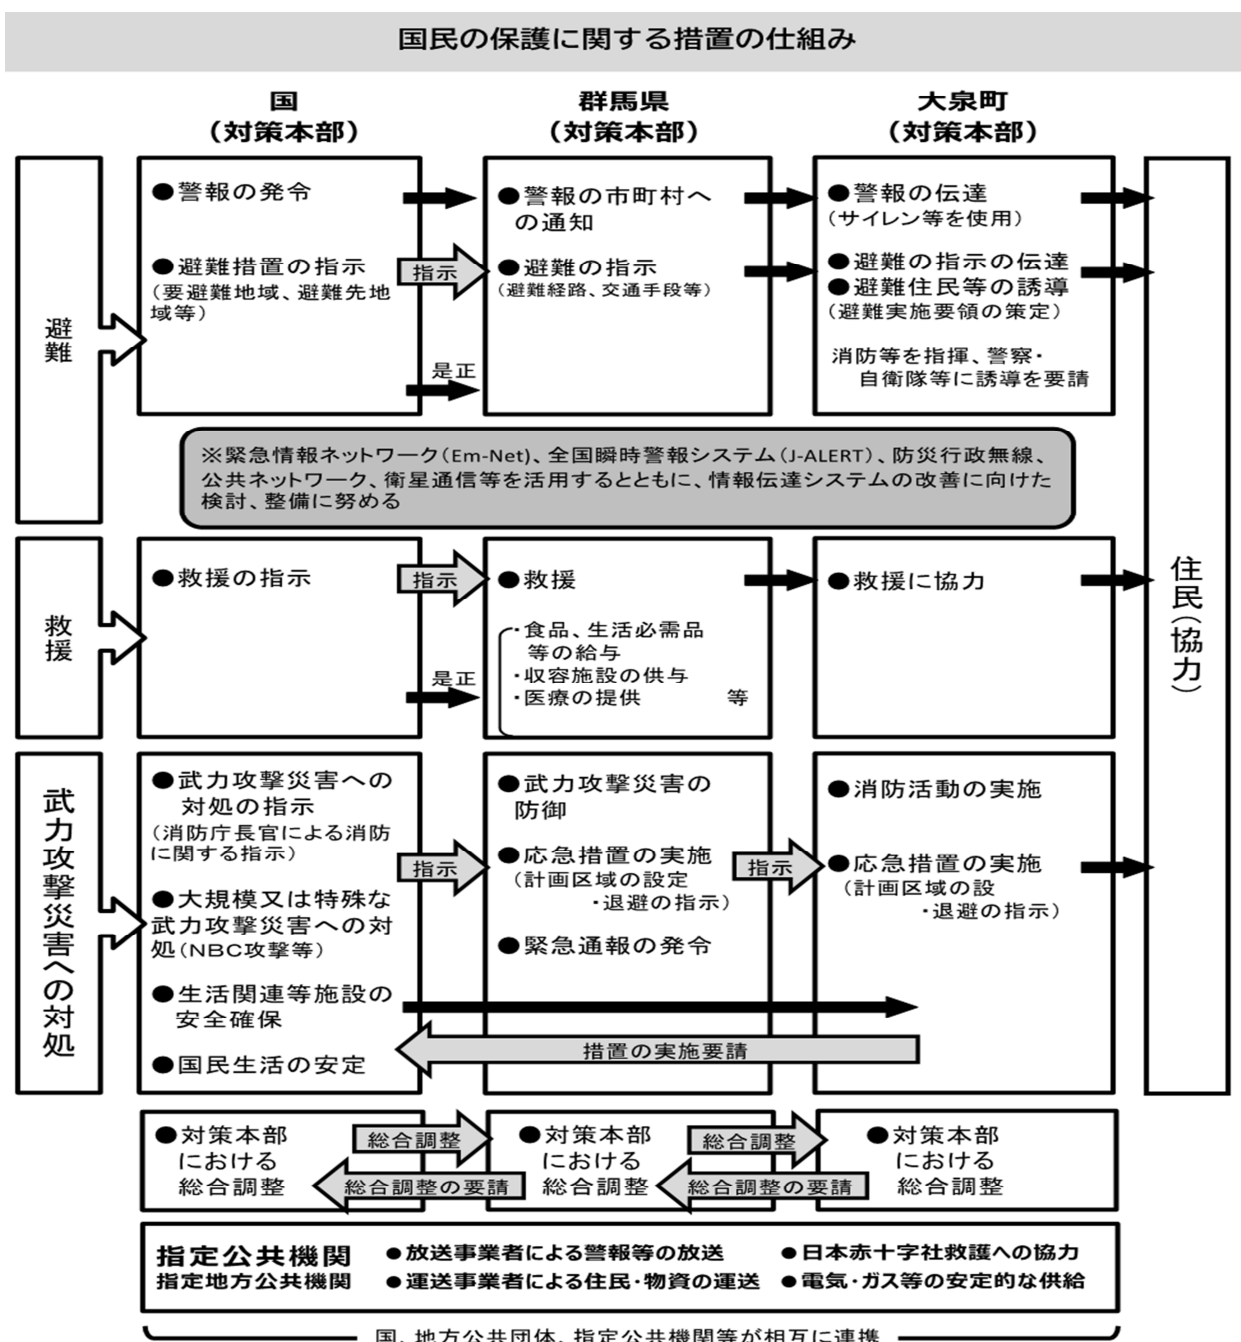 国民の保護に関する措置の仕組み
国
（対策本部）
群馬県
（対策本部）
大泉町
（対策本部）
避難
●警報の発令
●避難措置の指示
（要避難地域、避難先地
域等）
指示
是正
●警報の市町村へ
の通知
●避難の指示
（避難経路、交通手段等）
●警報の伝達
（サイレン等を使用）
●避難の指示の伝達
●避難住民等の誘導
（避難実施要領の策定）
消防等を指揮、警察・
自衛隊等に誘導を要請
※緊急情報ネットワーク（Em-Net）、全国瞬時警報システム（J-ALERT）、防災行政無線、
公共ネットワーク、衛星通信等を活用するとともに、情報伝達システムの改善に向けた
検討、整備に努める
救援
●救援の指示
指示
是正
●救援
・食品、生活必需品
等の給与
・収容施設の供与
・医療の提供　　　等
●救援に協力
住民（協力）
武力攻撃災害への対処
●武力攻撃災害への
対処の指示
（消防庁長官による消防
に関する指示）
●大規模又は特殊な
武力攻撃災害への対
処（NBC攻撃等）
●生活関連等施設の
安全確保
●国民生活の安定
指示
●武力攻撃災害の
防御
●応急措置の実施
（計画区域の設定
・退避の指示）
●緊急通報の発令
指示
●消防活動の実施
●応急措置の実施
（計画区域の設
・退避の指示）
措置の実施要請
●対策本部
における
総合調整
総合調整
総合調整の要請
●対策本部
における
総合調整
総合調整
総合調整の要請
●対策本部
における
総合調整
指定公共機関
指定地方公共機関
●放送事業者による警報等の放送
●運送事業者による住民・物資の運送
●日本赤十字社救護への協力
●電気・ガス等の安定的な供給
国、地方公共団体、指定公共機関等が相互に連携